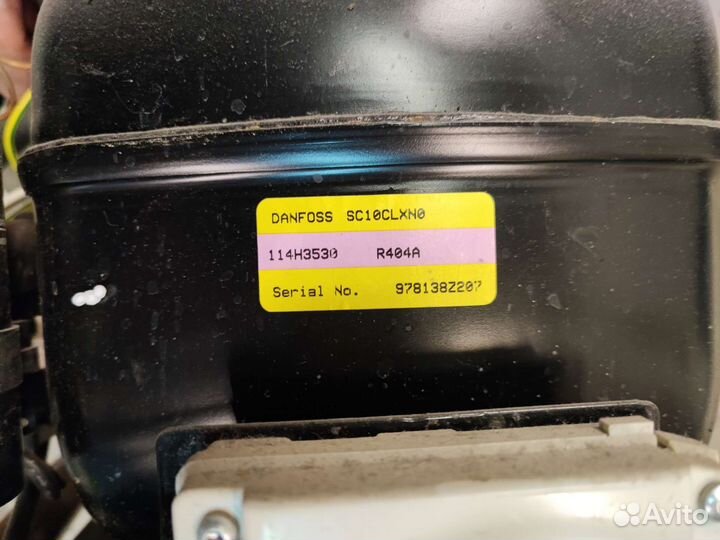 DANFOSS SC10CLXN0
114H3530 R404A
Serial No. 978138Z207
Avito